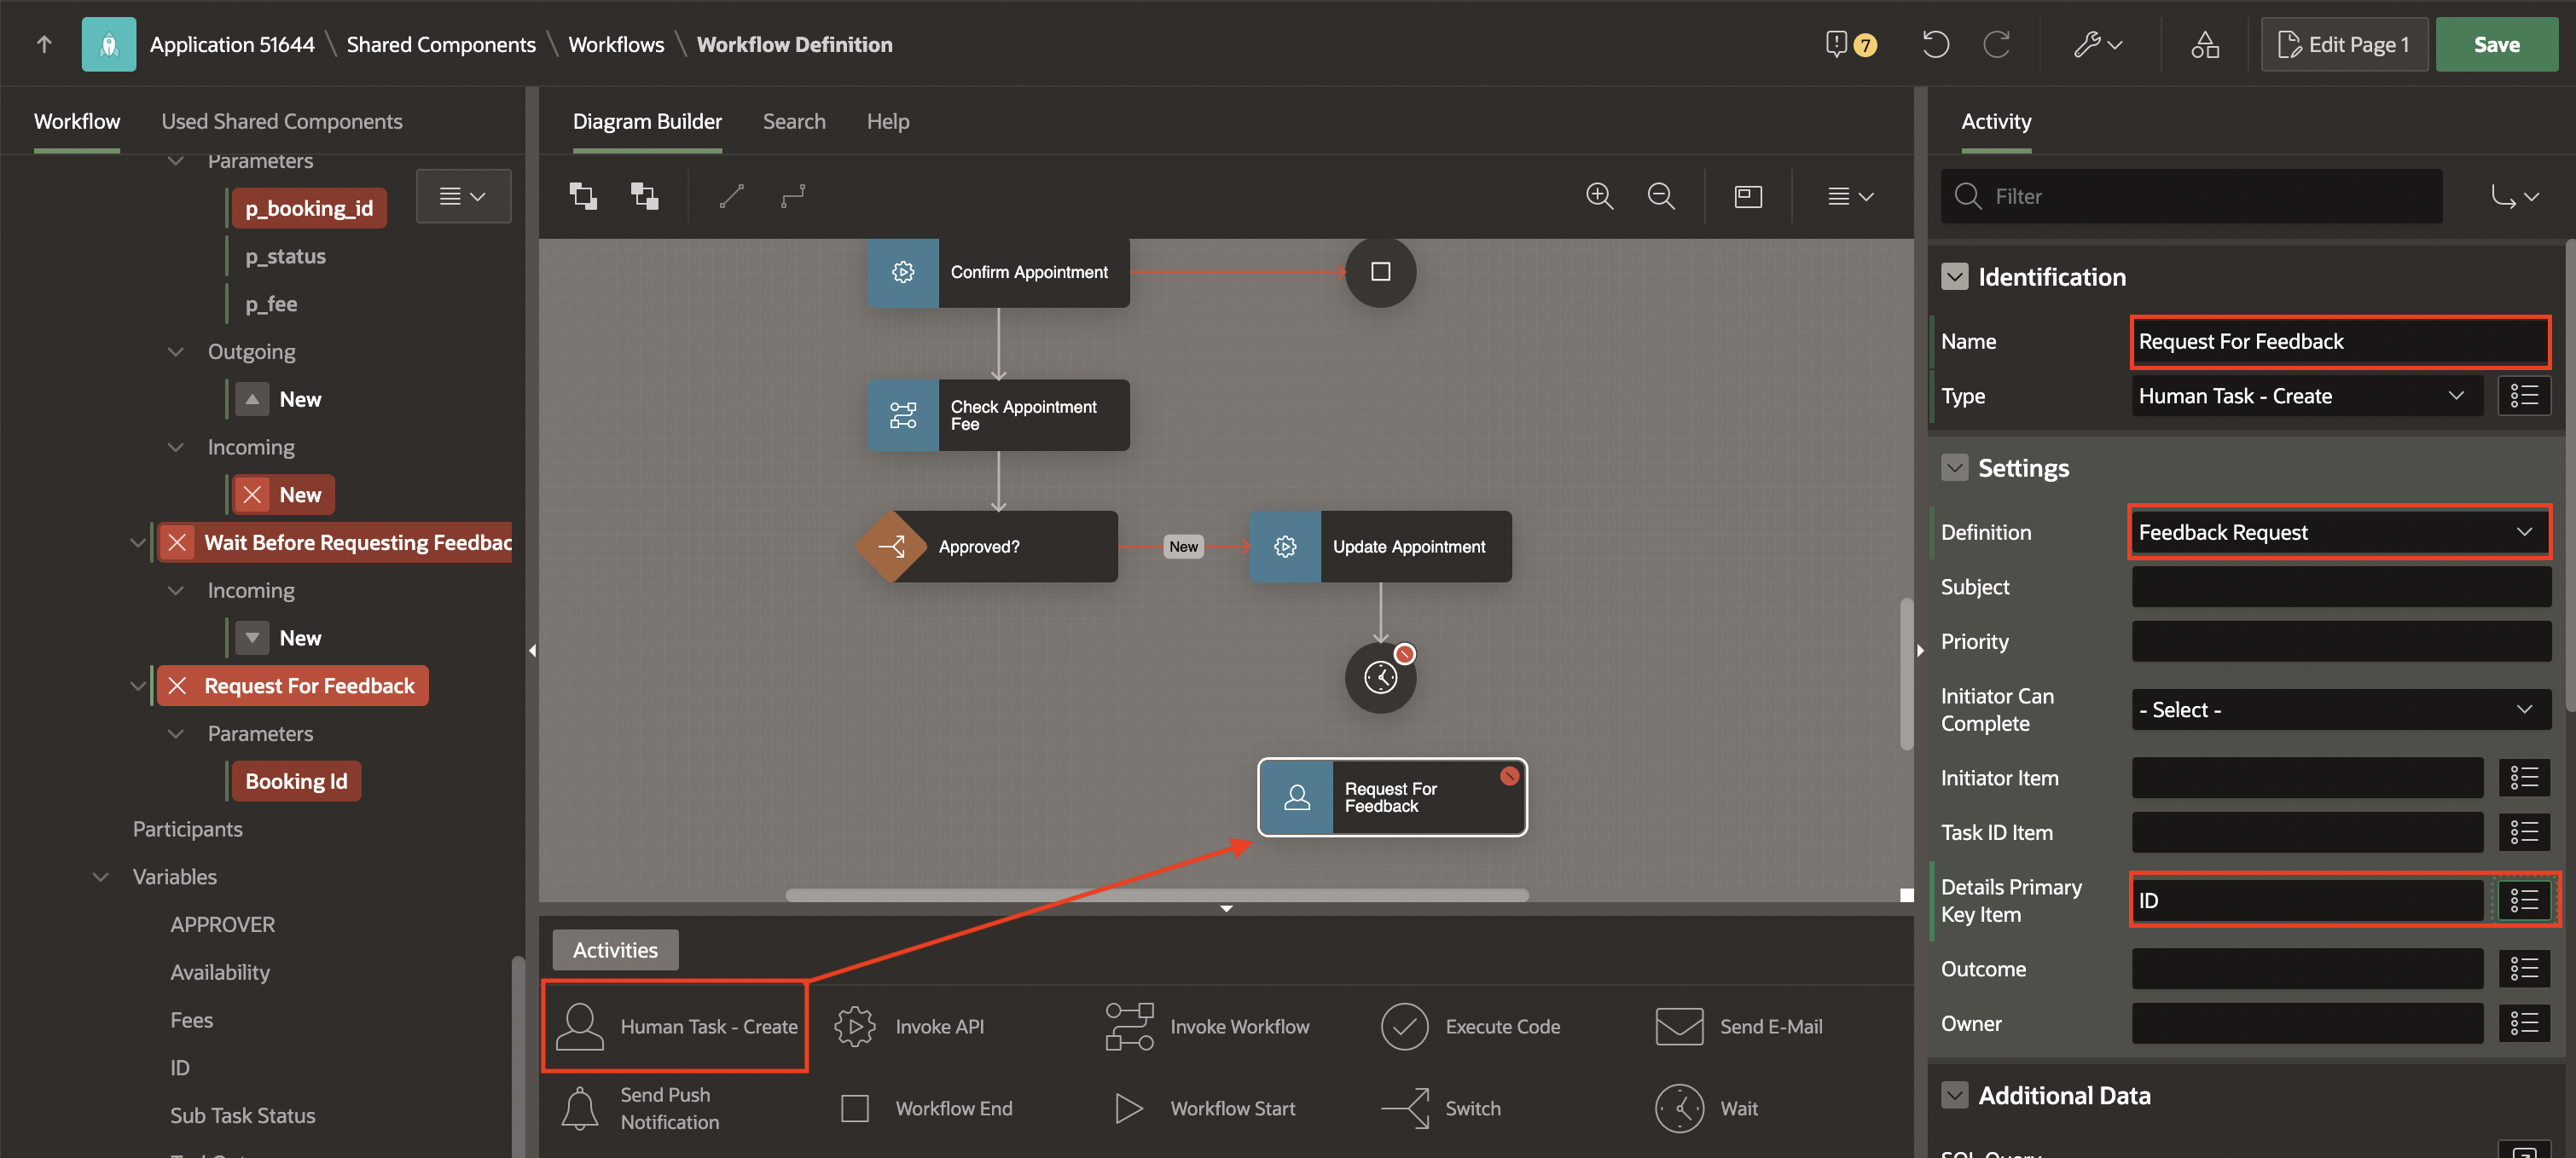 Application 51644 \ Shared Components \ Workflows \ Workflow Definition
7
Edit Page 1
Save
Workflow
Used Shared Components
Parameters
p_booking_id
p_status
p_fee
Outgoing
New
Incoming
New
Wait Before Requesting Feedbac
Incoming
New
Request For Feedback
Parameters
Booking Id
Participants
Variables
APPROVER
Availability
Fees
ID
Sub Task Status
Diagram Builder
Search
Help
Confirm Appointment
Check Appointment
Fee
Approved?
New
Update Appointment
Request For
Feedback
Activities
Human Task - Create
Invoke API
Invoke Workflow
Execute Code
Send E-Mail
Send Push
Notification
Workflow End
Workflow Start
Switch
Wait
Activity
Filter
Identification
Name
Request For Feedback
Type
Human Task - Create
Settings
Definition
Feedback Request
Subject
Priority
Initiator Can
Complete
- Select -
Initiator Item
Task ID Item
Details Primary
Key Item
ID
Outcome
Owner
Additional Data
SQL Query